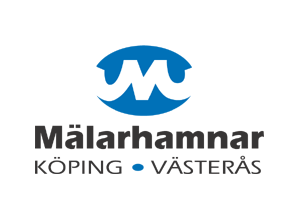 M
Mälarhamnar
KÖPING • VÄSTERÅS